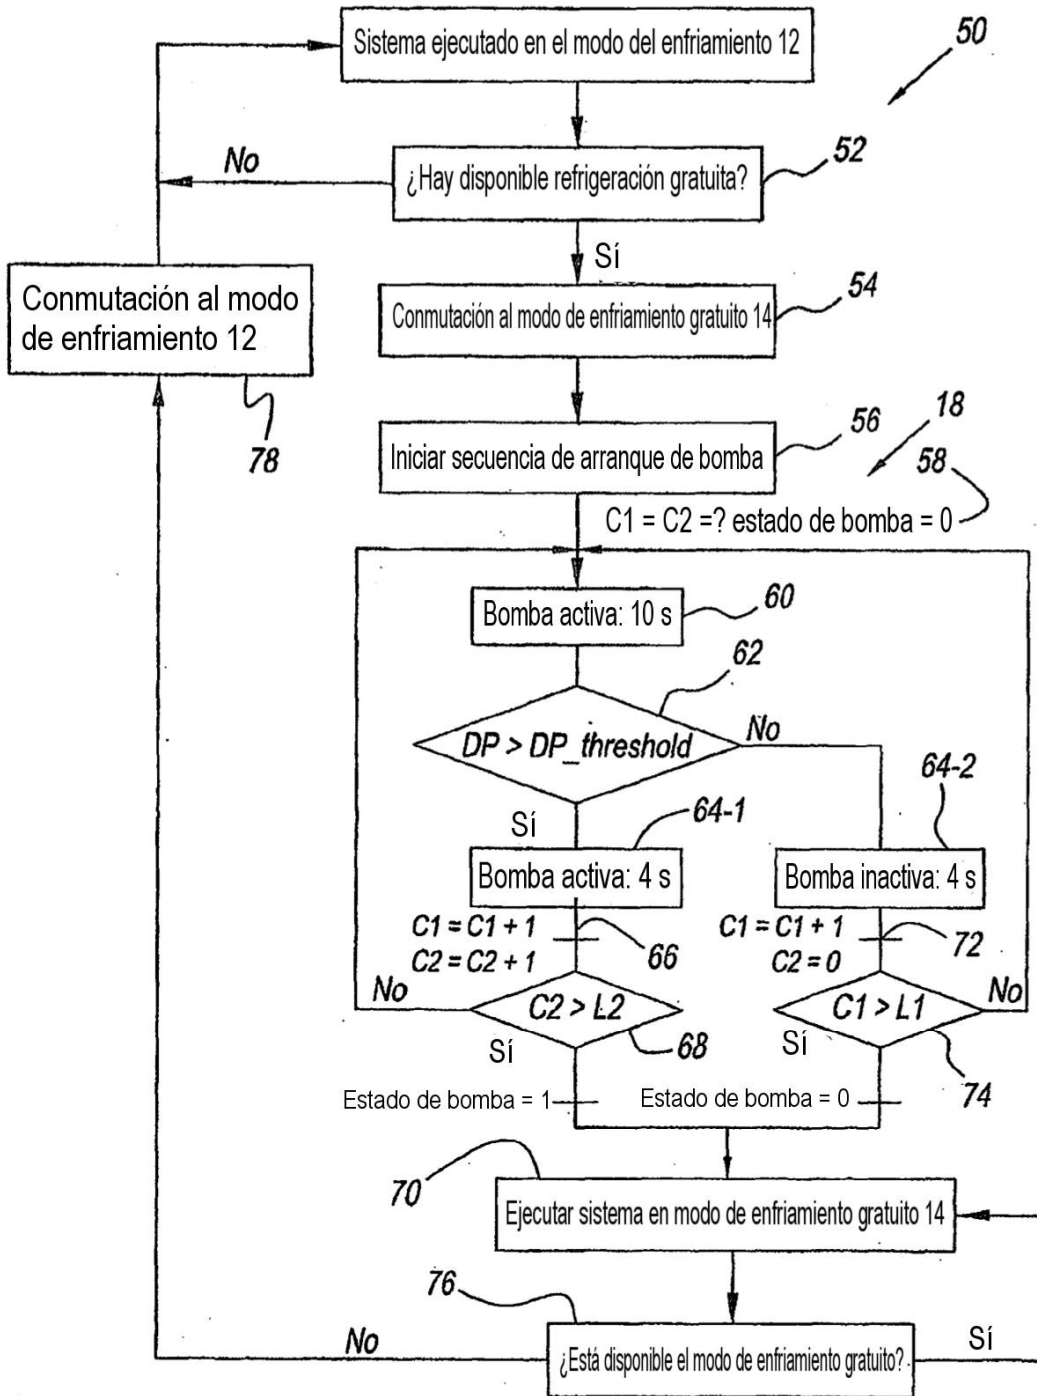 Sistema ejecutado en el modo del enfriamiento 12
50
52
No
¿Hay disponible refrigeración gratuita?
Sí
54
Conmutación al modo
de enfriamiento 12
78
Conmutación al modo de enfriamiento gratuito 14
56
18
58
Iniciar secuencia de arranque de bomba
C1 = C2 =? estado de bomba = 0
Bomba activa: 10 s
60
62
DP > DP_threshold
No
64-2
Sí
64-1
Bomba activa: 4 s
Bomba inactiva: 4 s
C1 = C1 + 1
C2 = C2 + 1
66
C1 = C1 + 1
C2 = 0
72
No
C2 > L2
Sí
68
C1 > L1
No
Sí
74
Estado de bomba = 1
Estado de bomba = 0
70
Ejecutar sistema en modo de enfriamiento gratuito 14
76
No
¿Está disponible el modo de enfriamiento gratuito?
Sí